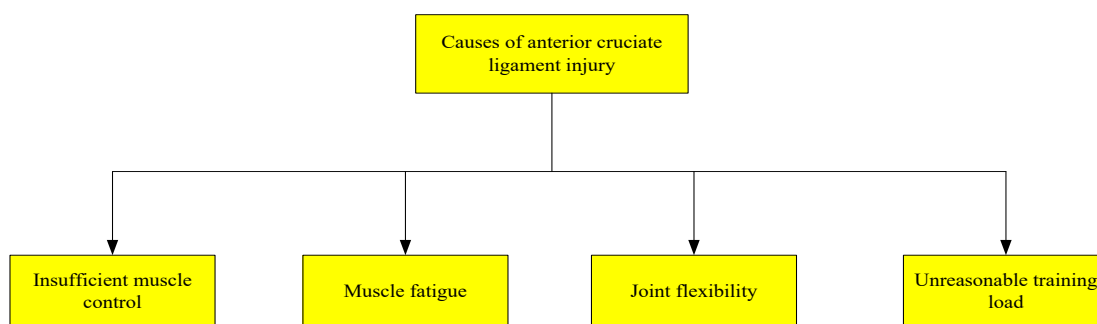 Causes of anterior cruciate
ligament injury
Insufficient muscle
control
Muscle fatigue
Joint flexibility
Unreasonable training
load